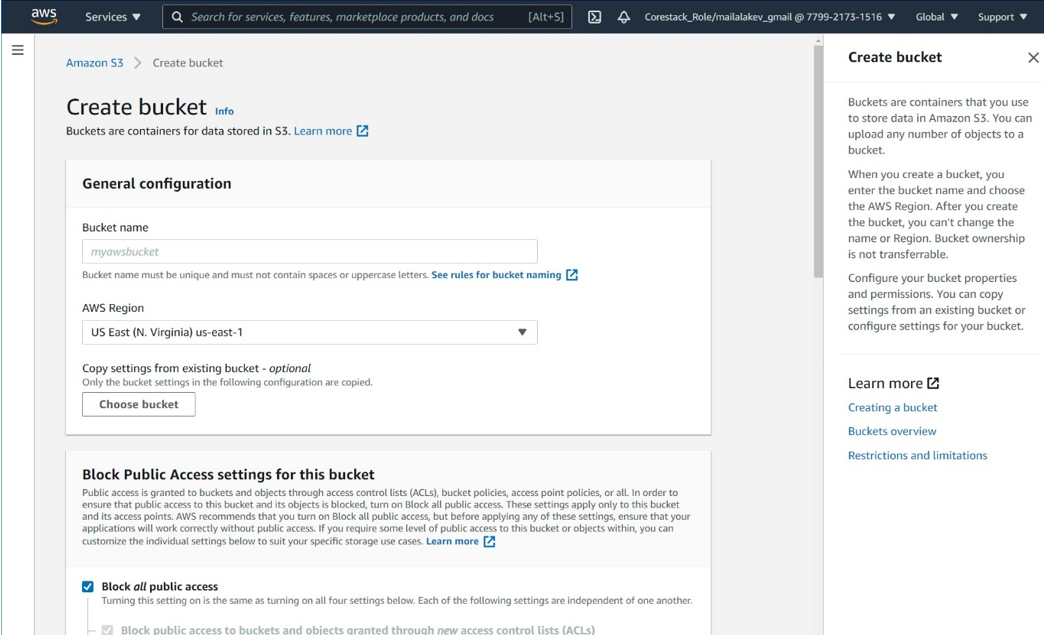 aws
Services
Search for services, features, marketplace products, and docs
[Alt+S]
Corestack_Role/mailalakev_gmail @ 7799-2173-1516
Global
Support
Amazon S3
Create bucket
Create bucket Info
Buckets are containers for data stored in S3. Learn more
General configuration
Bucket name
myawsbucket
Bucket name must be unique and must not contain spaces or uppercase letters. See rules for bucket naming
AWS Region
US East (N. Virginia) us-east-1
Copy settings from existing bucket - optional
Only the bucket settings in the following configuration are copied.
Choose bucket
Block Public Access settings for this bucket
Public access is granted to buckets and objects through access control lists (ACLs), bucket policies, access point policies, or all. In order to
ensure that public access to this bucket and its objects is blocked, turn on Block all public access. These settings apply only to this bucket
and its access points. AWS recommends that you turn on Block all public access, but before applying any of these settings, ensure that your
applications will work correctly without public access. If you require some level of public access to this bucket or objects within, you can
customize the individual settings below to suit your specific storage use cases. Learn more
Block all public access
Turning this setting on is the same as turning on all four settings below. Each of the following settings are independent of one another.
Block public access to buckets and objects granted through new access control lists (ACLs)
Create bucket
Buckets are containers that you use
to store data in Amazon S3. You can
upload any number of objects to a
bucket.
When you create a bucket, you
enter the bucket name and choose
the AWS Region. After you create
the bucket, you can't change the
name or Region. Bucket ownership
is not transferrable.
Configure your bucket properties
and permissions. You can copy
settings from an existing bucket or
configure settings for your bucket.
Learn more
Creating a bucket
Buckets overview
Restrictions and limitations